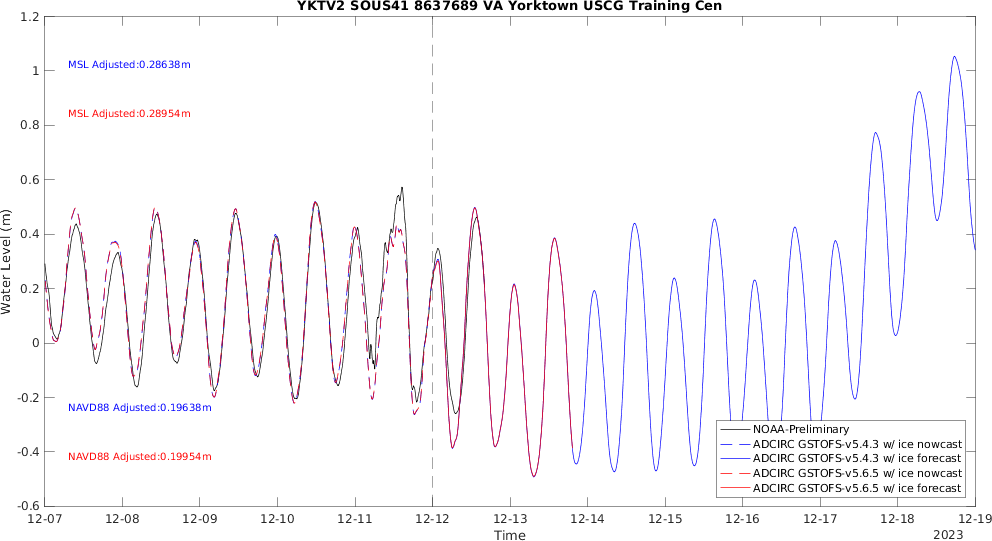 YKTV2 SOUS41 8637689 VA Yorktown USCG Training Cen
1.2
1
0.8
0.6
0.4
0.2
0
-0.2
-0.4
-0.6
Water Level (m)
MSL Adjusted:0.28638m
MSL Adjusted:0.28954m
NAVD88 Adjusted:0.19638m
NAVD88 Adjusted:0.19954m
NOAA-Preliminary
ADCIRC GSTOFS-v5.4.3 w/ ice nowcast
ADCIRC GSTOFS-v5.4.3 w/ ice forecast
ADCIRC GSTOFS-v5.6.5 w/ ice nowcast
ADCIRC GSTOFS-v5.6.5 w/ ice forecast
12-07 12-08 12-09 12-10 12-11 12-12 12-13 12-14 12-15 12-16 12-17 12-18 12-19
Time
2023